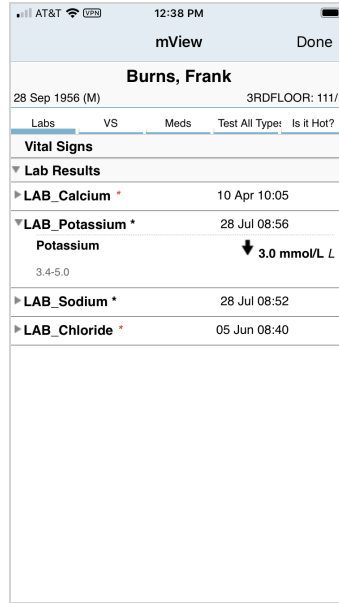 AT&T VPN 12:38 PM
mView Done
Burns, Frank
28 Sep 1956 (M) 3RDFLOOR: 111/
Labs VS Meds Test All Types Is it Hot?
Vital Signs
Lab Results
LAB_Calcium * 10 Apr 10:05
LAB_Potassium * 28 Jul 08:56
Potassium 3.0 mmol/L L
3.4-5.0
LAB_Sodium * 28 Jul 08:52
LAB_Chloride * 05 Jun 08:40